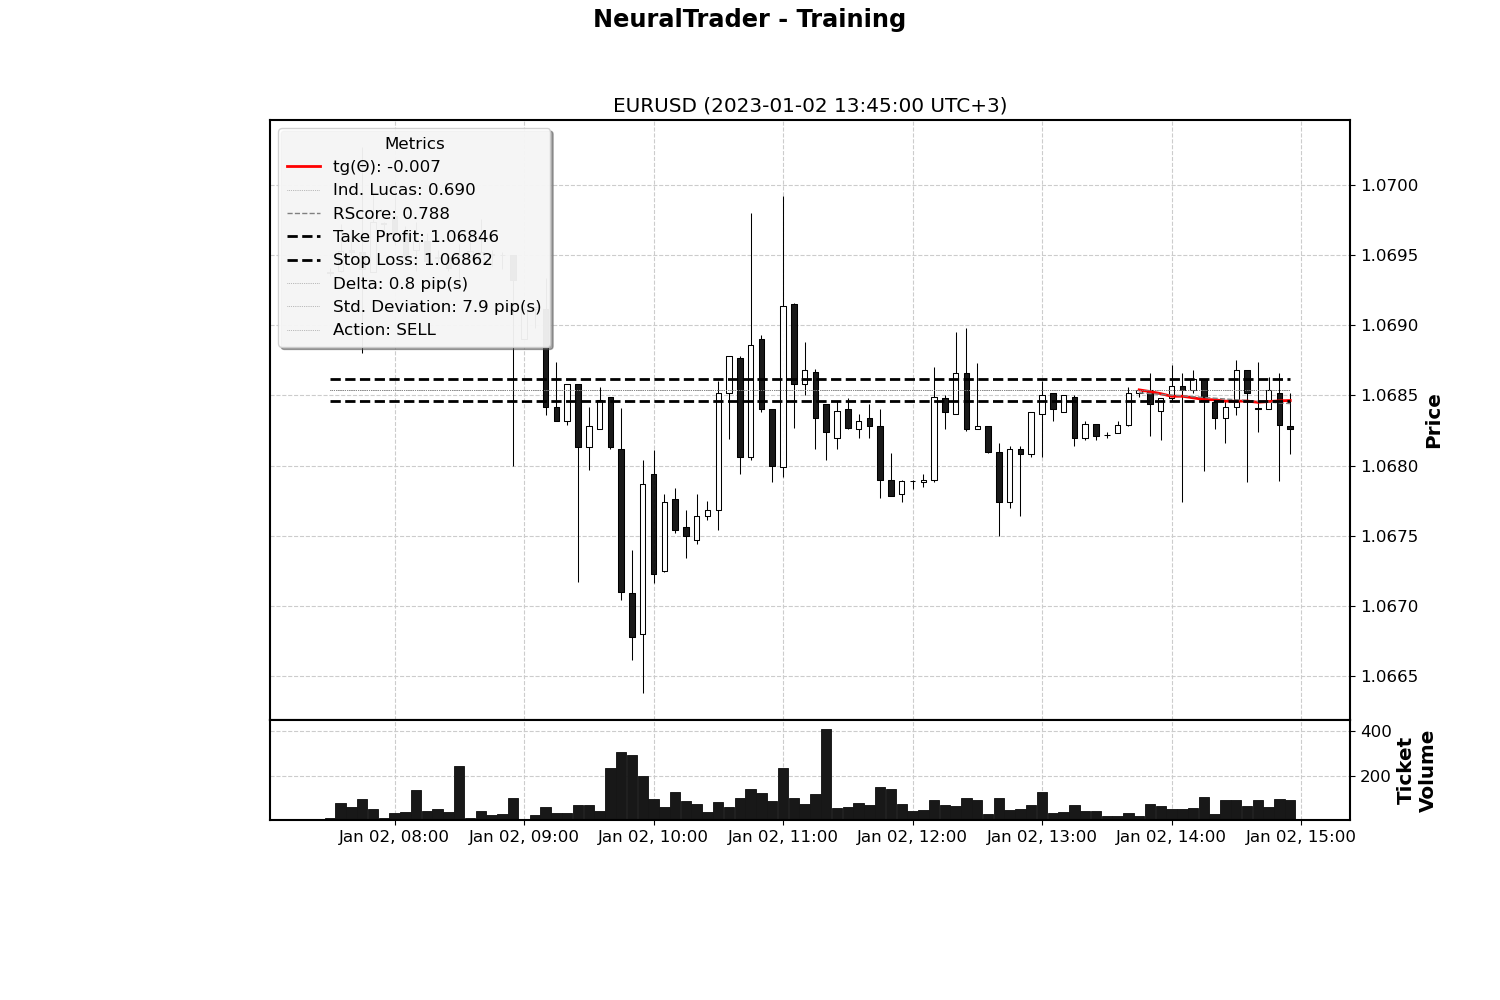 NeuralTrader - Training
EURUSD (2023-01-02 13:45:00 UTC+3)
Metrics
tg(Θ): -0.007
Ind. Lucas: 0.690
RScore: 0.788
Take Profit: 1.06846
Stop Loss: 1.06862
Delta: 0.8 pip(s)
Std. Deviation: 7.9 pip(s)
Action: SELL
1.0700
1.0695
1.0690
1.0685
1.0680
1.0675
1.0670
1.0665
Price
400
200
Ticket
Volume
Jan 02, 08:00
Jan 02, 09:00
Jan 02, 10:00
Jan 02, 11:00
Jan 02, 12:00
Jan 02, 13:00
Jan 02, 14:00
Jan 02, 15:00